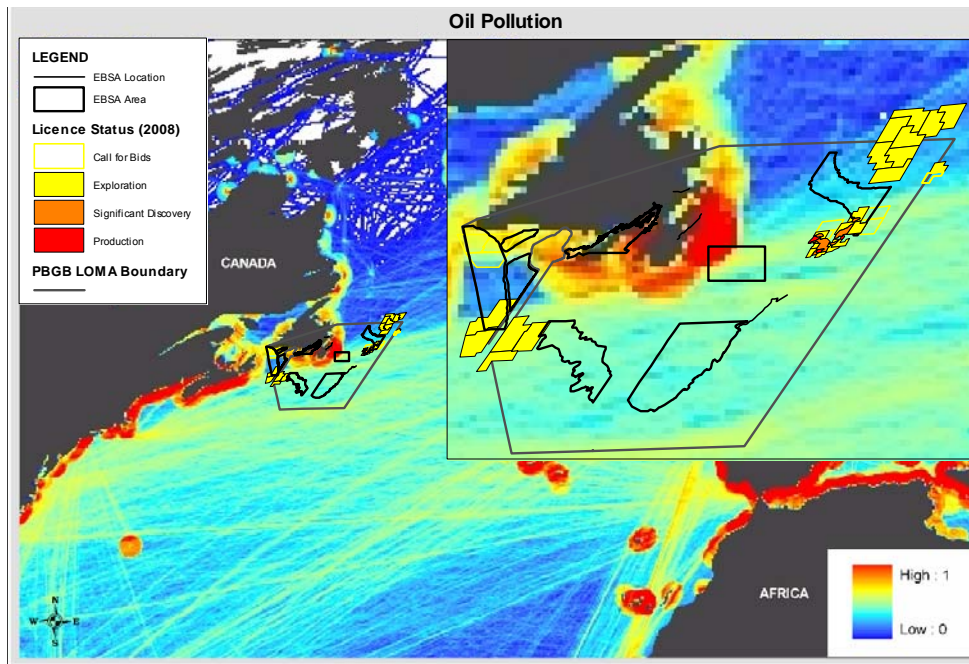 Oil Pollution
LEGEND
EBSA Location
EBSA Area
Licence Status (2008)
Call for Bids
Exploration
Significant Discovery
Production
PBGB LOMA Boundary
CANADA
AFRICA
N
W E
S
High : 1
Low : 0